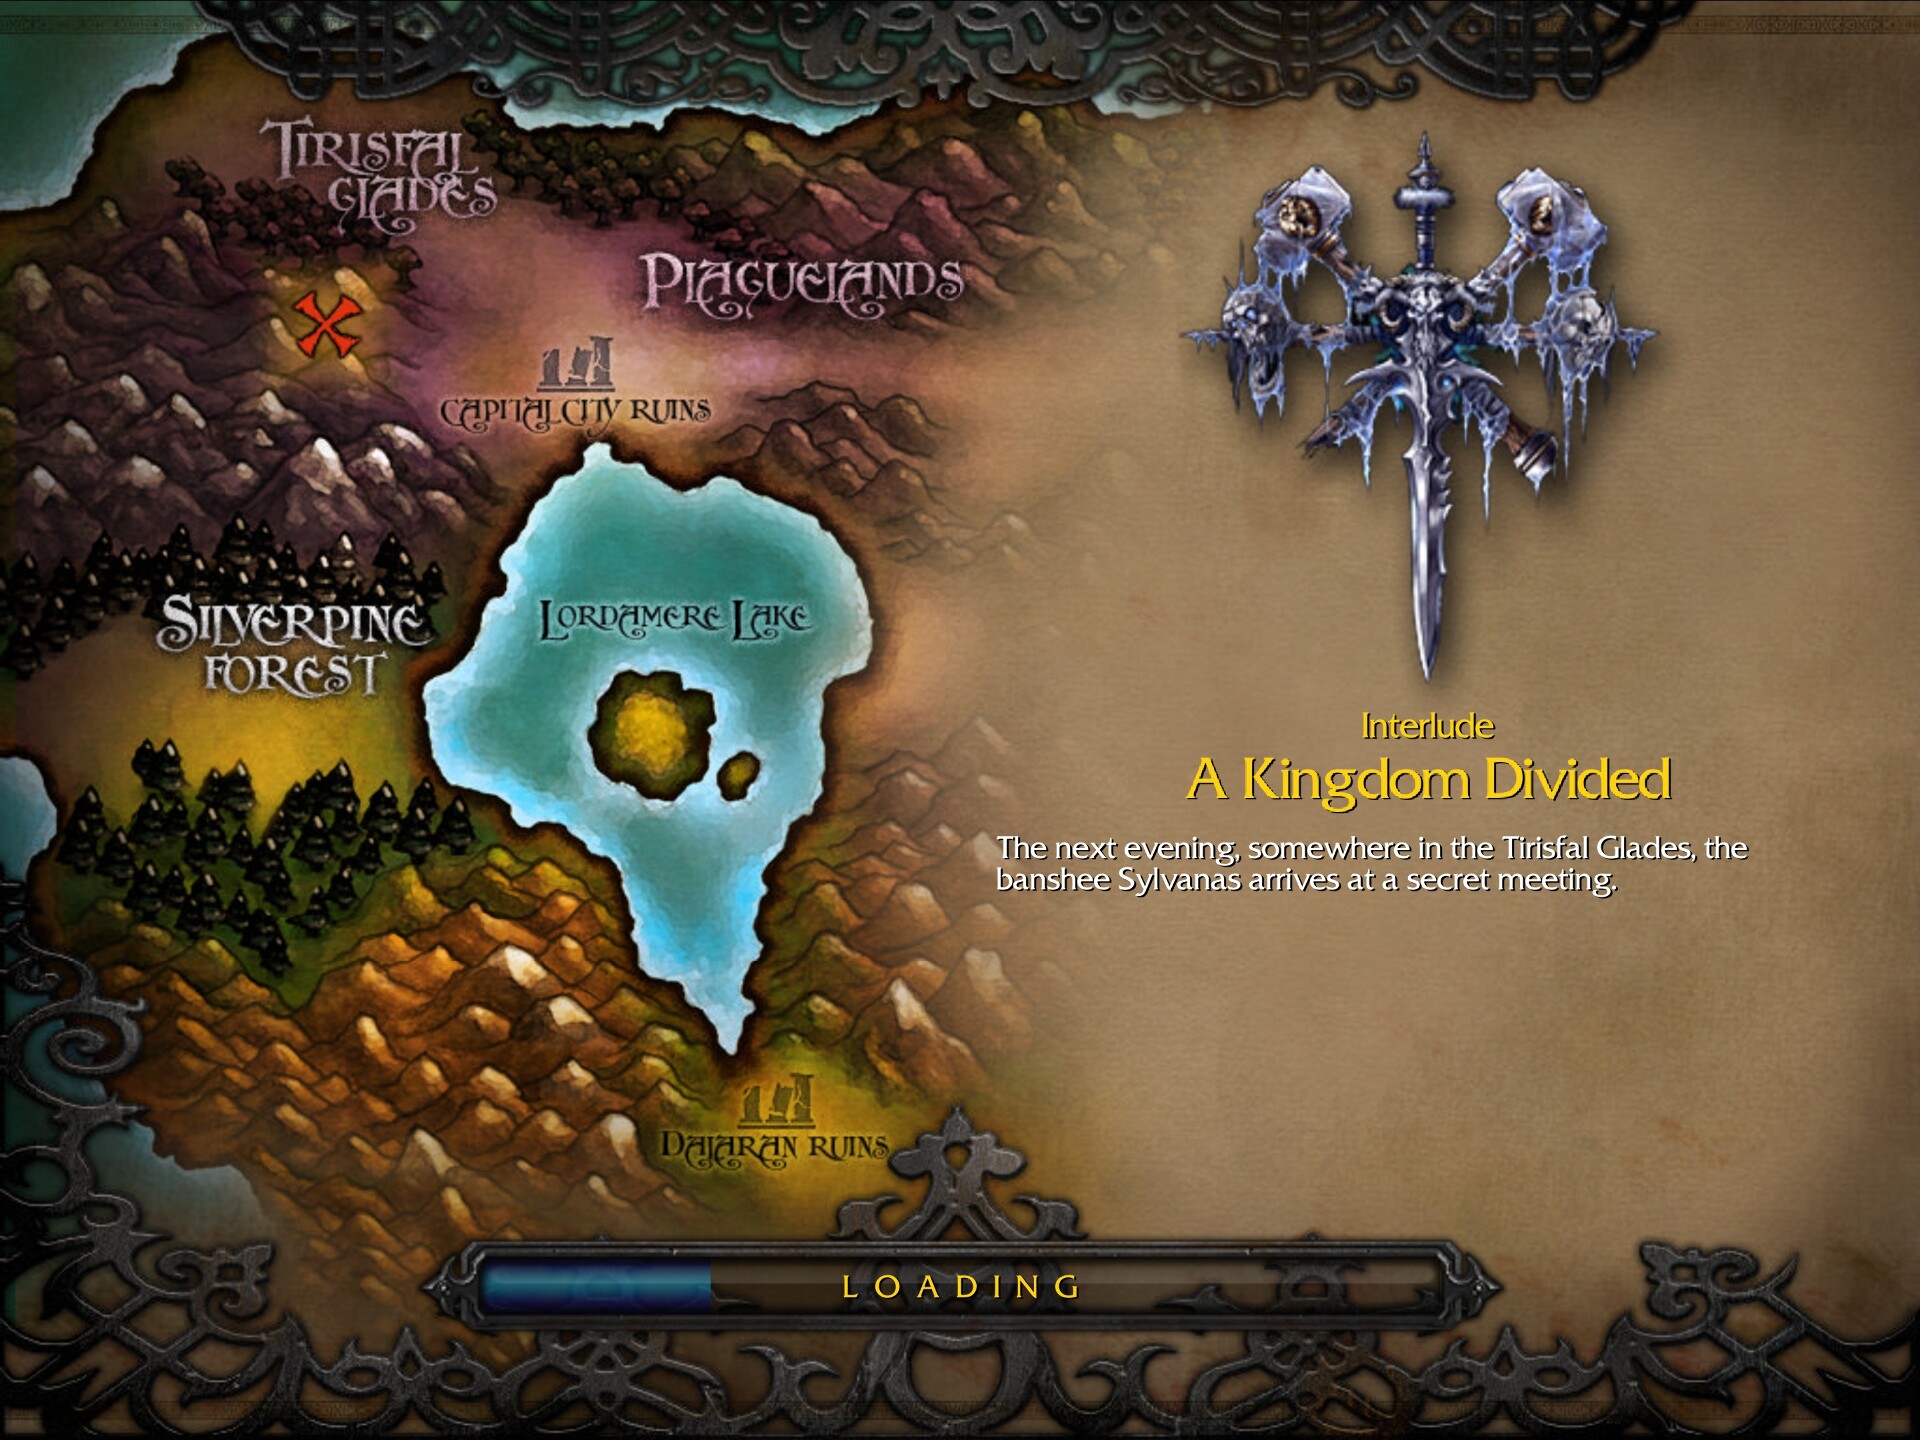 Tirisfal
Glades
Plaguelands
Capital City Ruins
Silverpine
Forest
Lordamere Lake
Dalaran Ruins
Interlude
A Kingdom Divided
The next evening, somewhere in the Tirisfal Glades, the
banshee Sylvanas arrives at a secret meeting.
LOADING